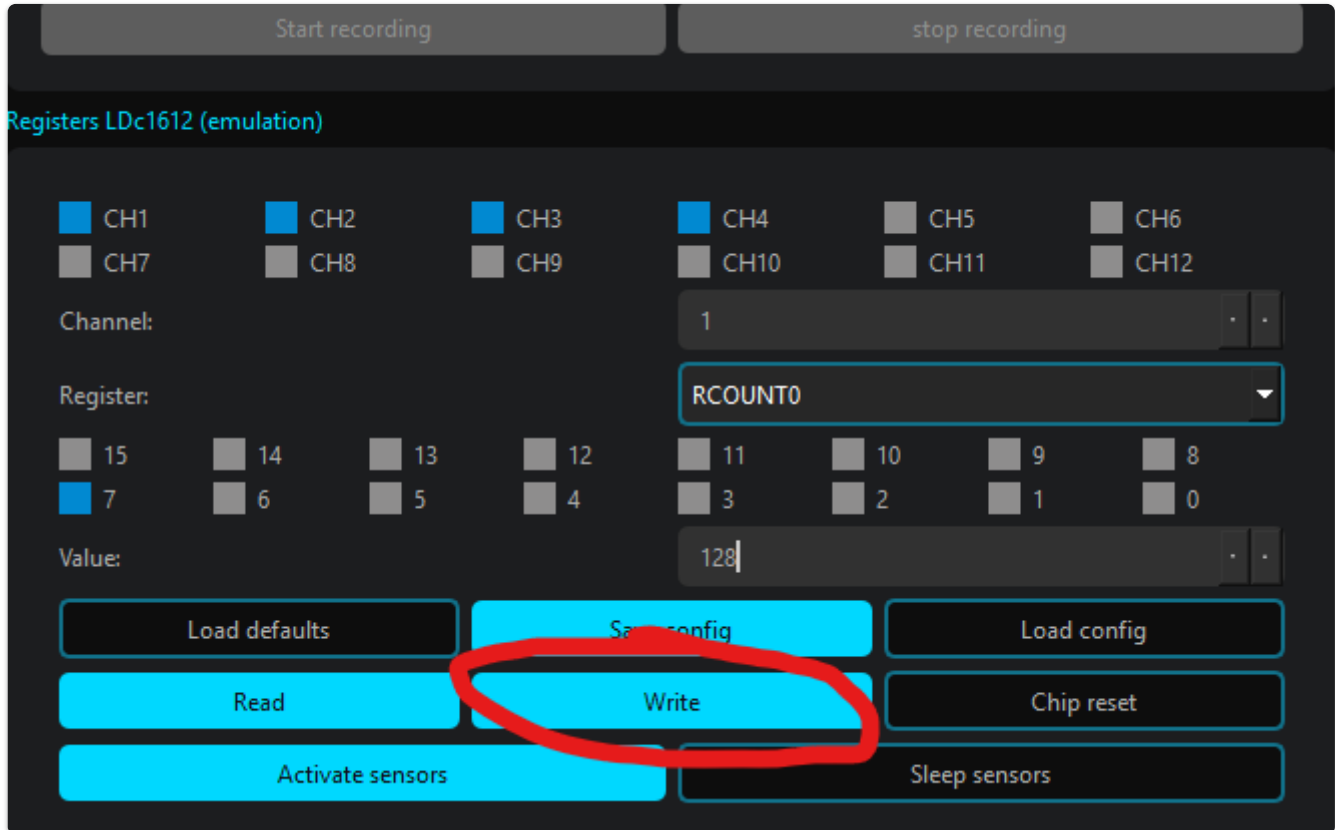 Start recording stop recording
Registers LDc1612 (emulation)
CH1 CH2 CH3 CH4 CH5 CH6
CH7 CH8 CH9 CH10 CH11 CH12
Channel: 1
Register: RCOUNT0
15 14 13 12 11 10 9 8
7 6 5 4 3 2 1 0
Value: 128
Load defaults Save config Load config
Read Write Chip reset
Activate sensors Sleep sensors